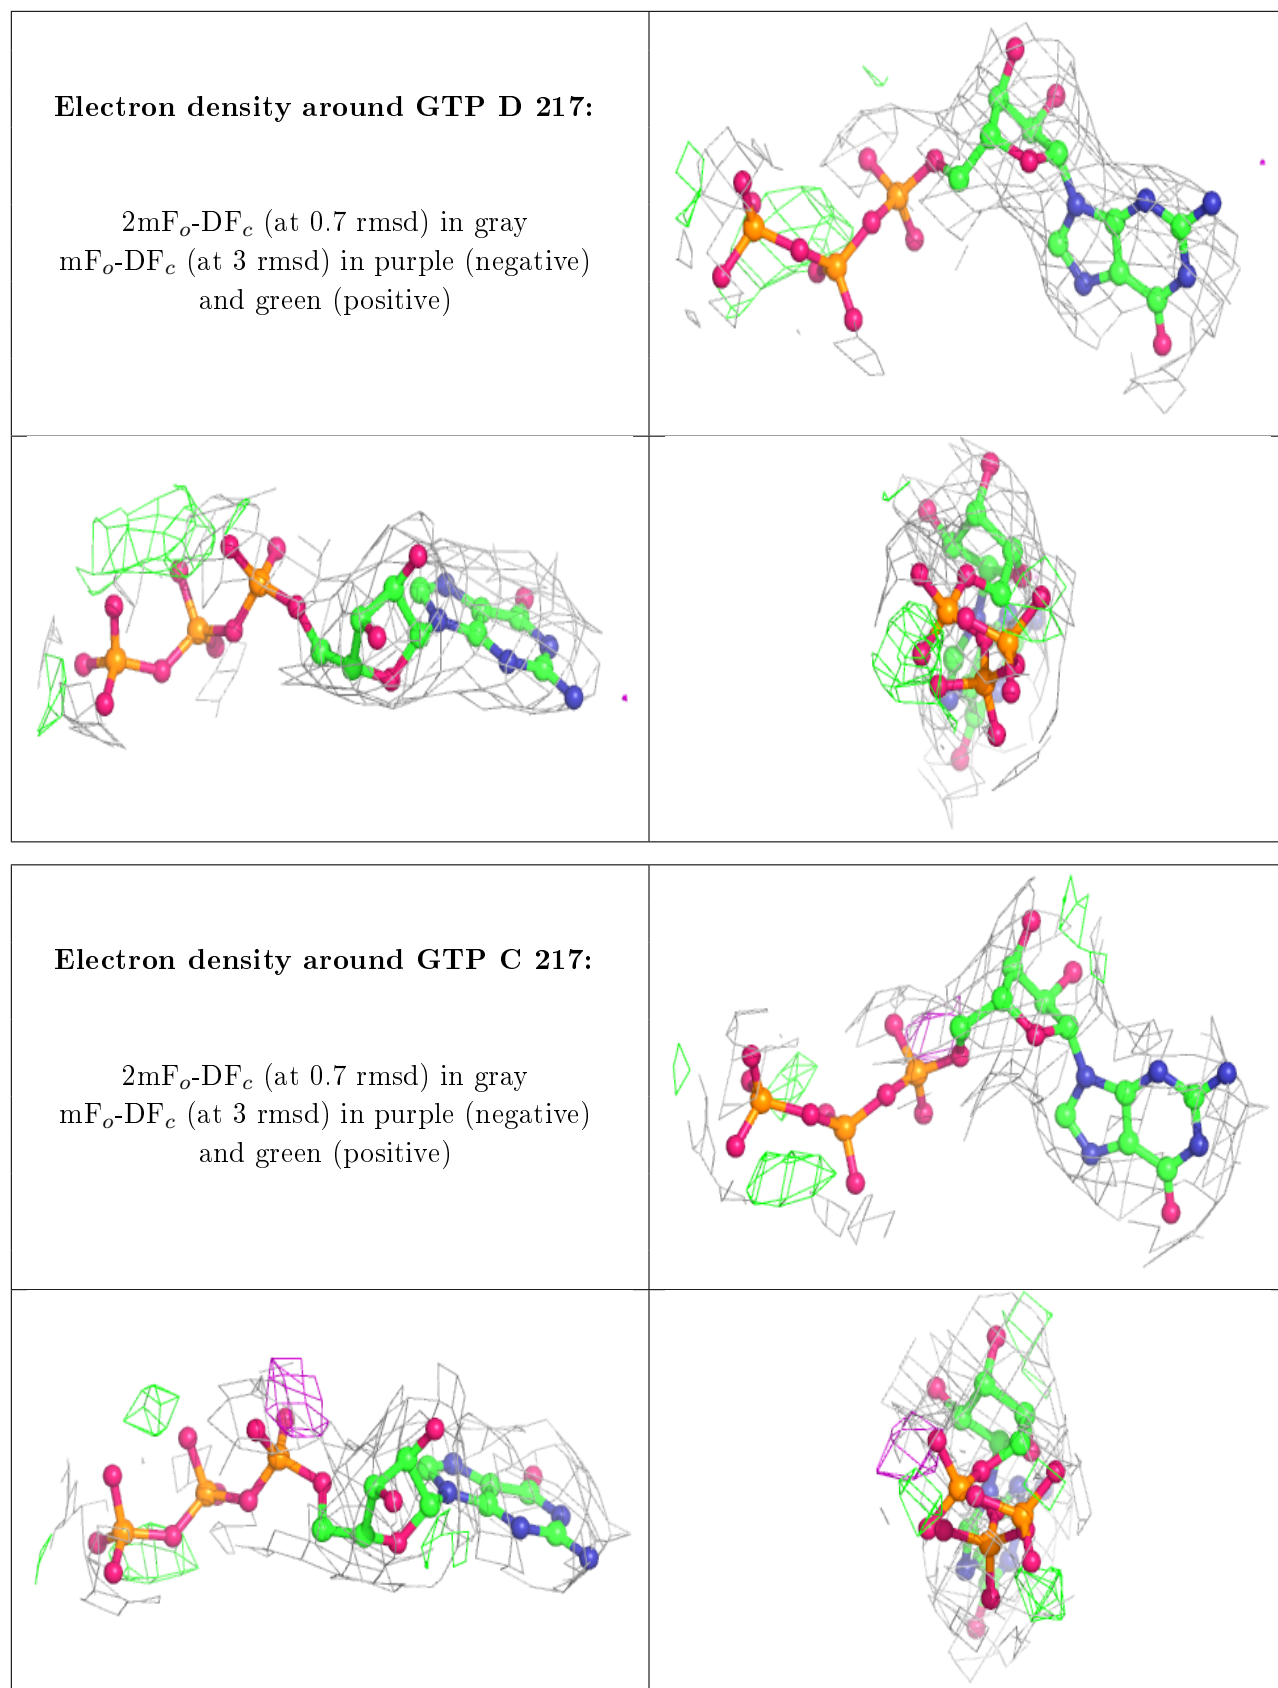 Electron density around GTP D 217:
2mFo-DFc (at 0.7 rmsd) in gray
mFo-DFc (at 3 rmsd) in purple (negative)
and green (positive)
Electron density around GTP C 217:
2mFo-DFc (at 0.7 rmsd) in gray
mFo-DFc (at 3 rmsd) in purple (negative)
and green (positive)